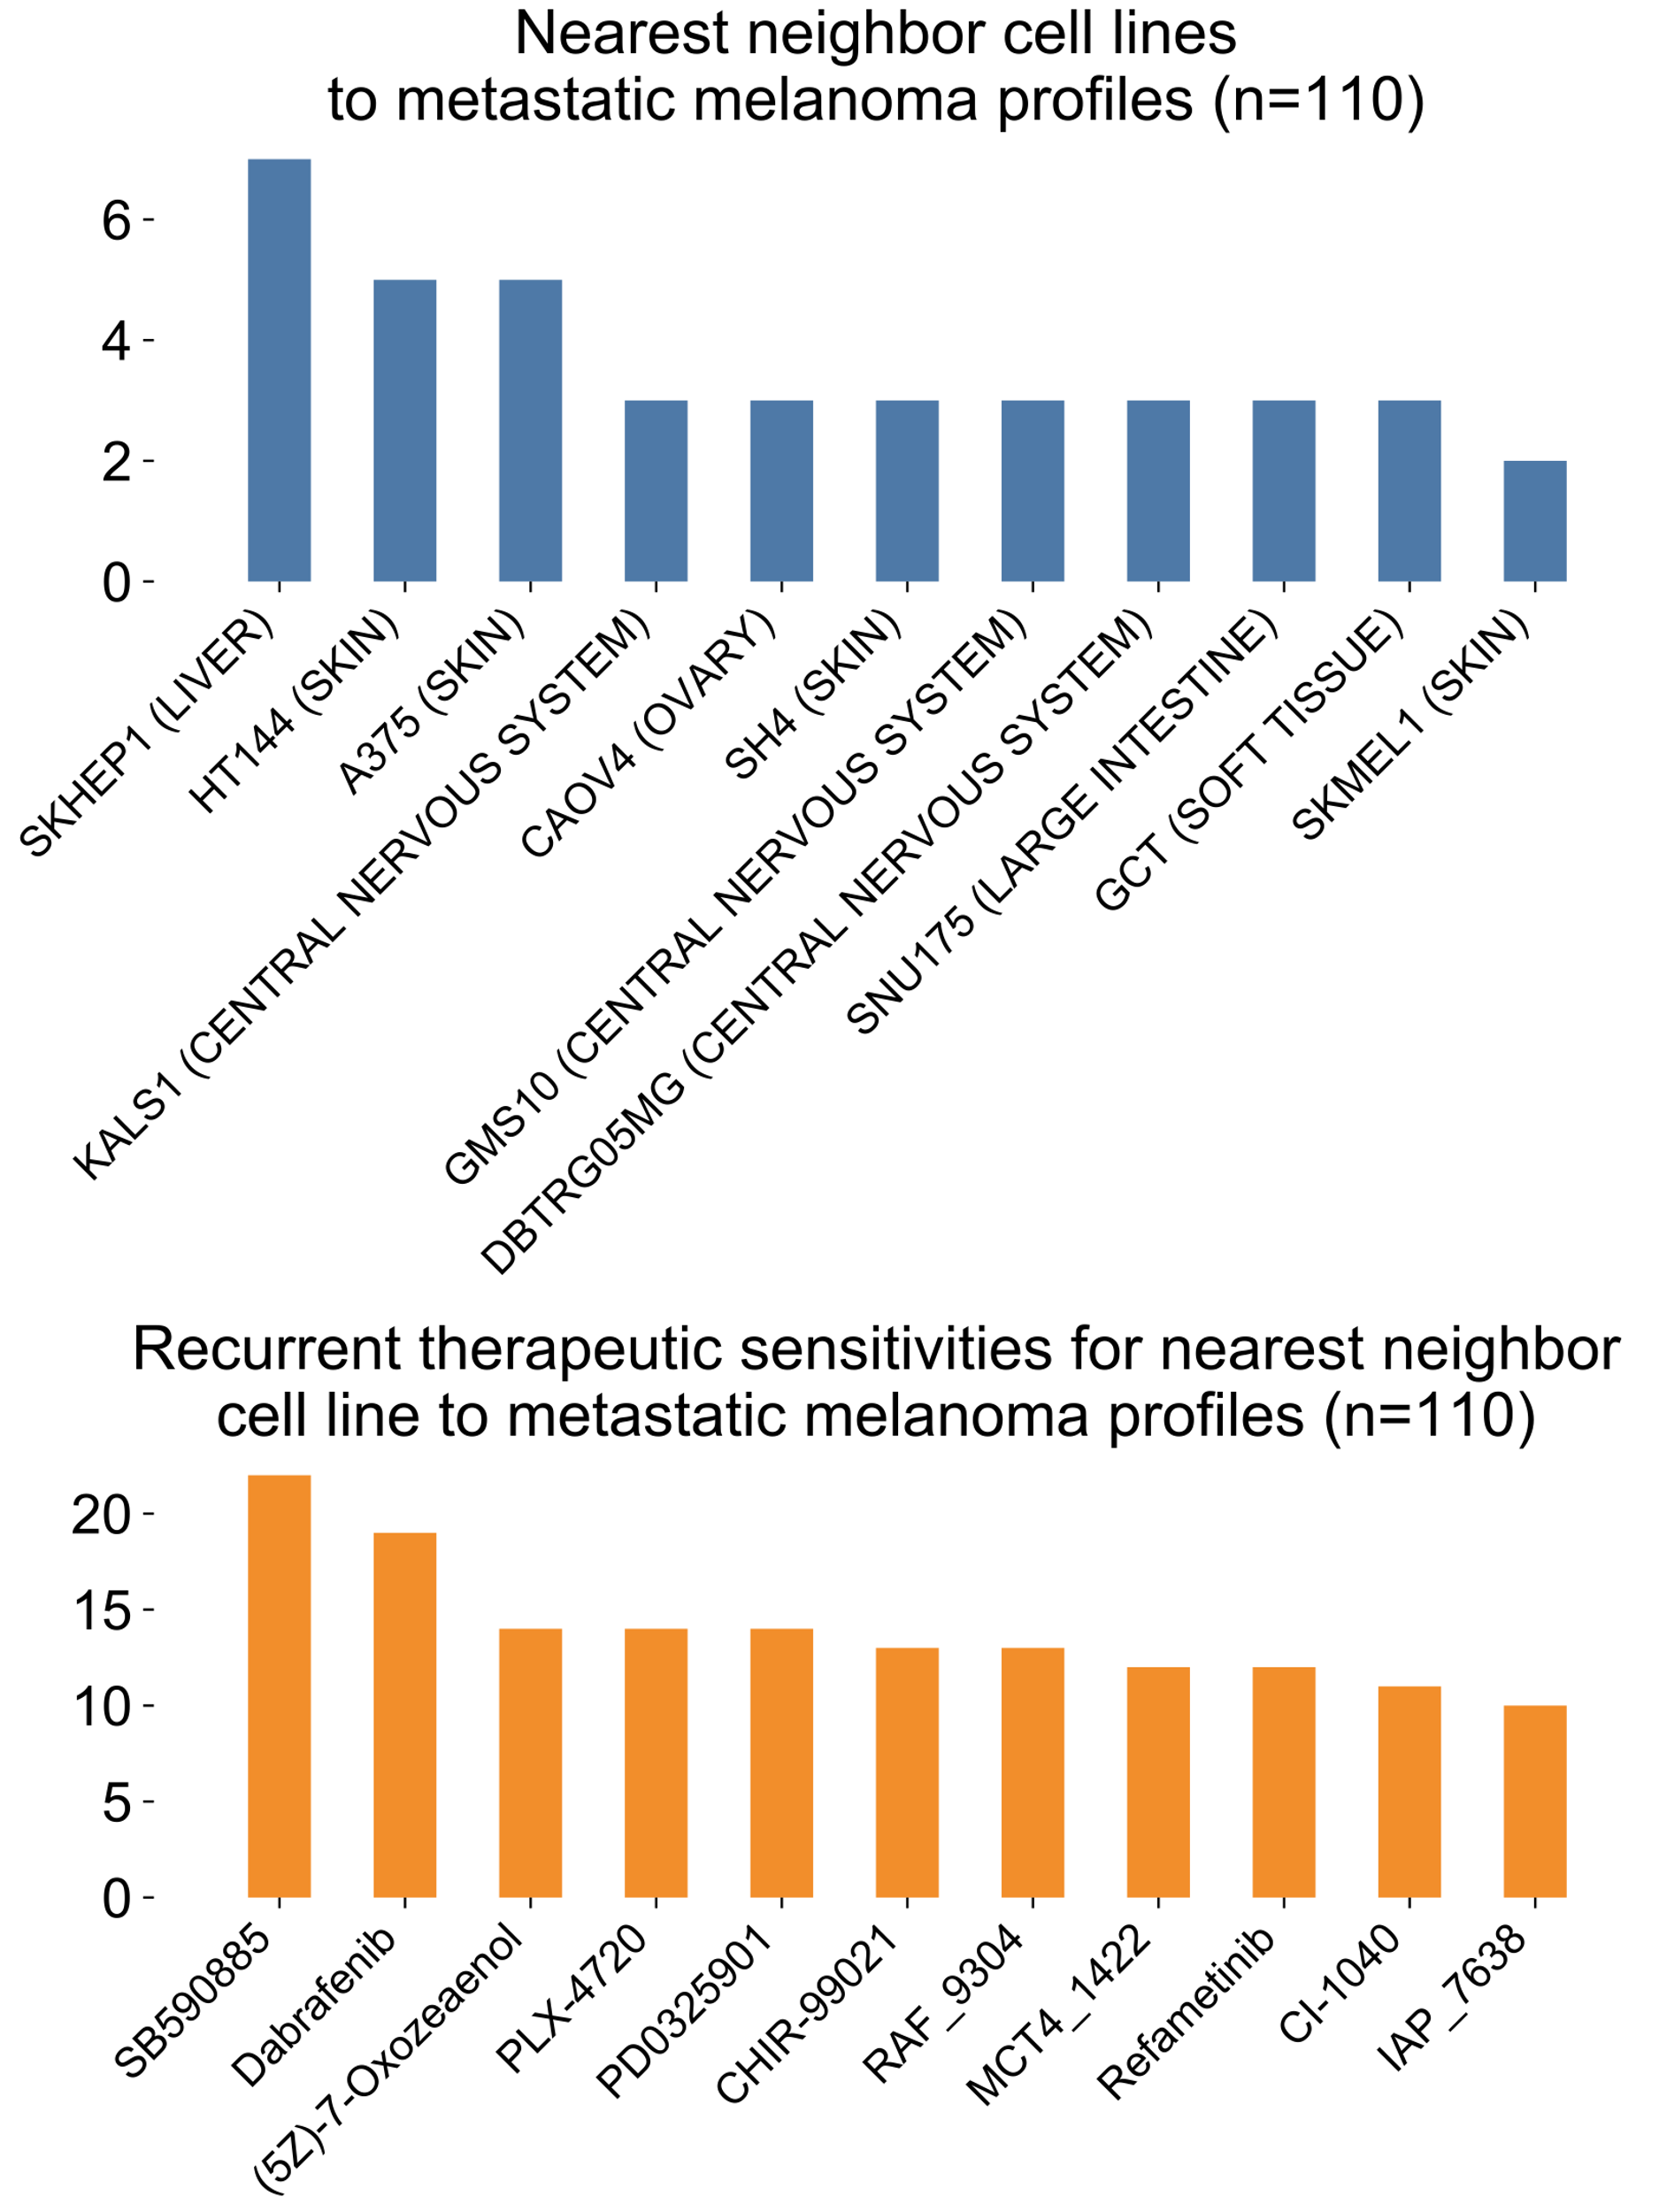 Nearest neighbor cell lines
to metastatic melanoma profiles (n=110)
6
4
2
0
SKHEP1 (LIVER)
HT144 (SKIN)
A375 (SKIN)
KALS1 (CENTRAL NERVOUS SYSTEM)
CAOV4 (OVARY)
SH4 (SKIN)
GMS10 (CENTRAL NERVOUS SYSTEM)
DBTRG05MG (CENTRAL NERVOUS SYSTEM)
SNU175 (LARGE INTESTINE)
GCT (SOFT TISSUE)
SKMEL1 (SKIN)
Recurrent therapeutic sensitivities for nearest neighbor
cell line to metastatic melanoma profiles (n=110)
20
15
10
5
0
SB590885
Dabrafenib
(5Z)-7-Oxozeaenol
PLX-4720
PD0325901
CHIR-99021
RAF_9304
MCT4_1422
Refametinib
CI-1040
IAP_7638